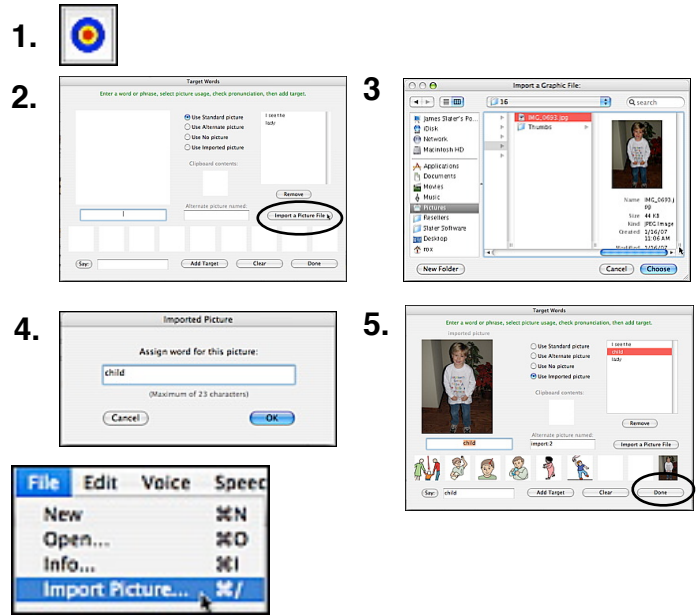 1.
2.
Target Words
Enter a word or phrase, select picture usage, check pronunciation, then add target.
Use Standard picture
Use Alternate picture
Use No picture
Use Imported picture
Clipboard contents:
Alternate picture named:
I see the
lady
Remove
Import a Picture File
Say:
Add Target
Clear
Done
3
Import a Graphic File:
16
search
James Slater's Po...
iDisk
Network
Macintosh HD
Applications
Documents
Movies
Music
Pictures
Resellers
Slater Software
Desktop
rox
IMG_0693.jpg
Thumbs
Name IMG_0693.j
pg
Size 44 KB
Kind JPEG Image
Created 1/16/07
11:06 AM
Modified 1/16/07
New Folder
Cancel
Choose
4.
Imported Picture
Assign word for this picture:
child
(Maximum of 23 characters)
Cancel
OK
5.
Target Words
Enter a word or phrase, select picture usage, check pronunciation, then add target.
imported picture
Use Standard picture
Use Alternate picture
Use No picture
Use Imported picture
Clipboard contents:
Alternate picture named:
import:2
I see the
child
lady
Remove
Import a Picture File
child
Say: child
Add Target
Clear
Done
File Edit Voice Speec
New ⌘N
Open... ⌘O
Info... ⌘I
Import Picture... ⌘/